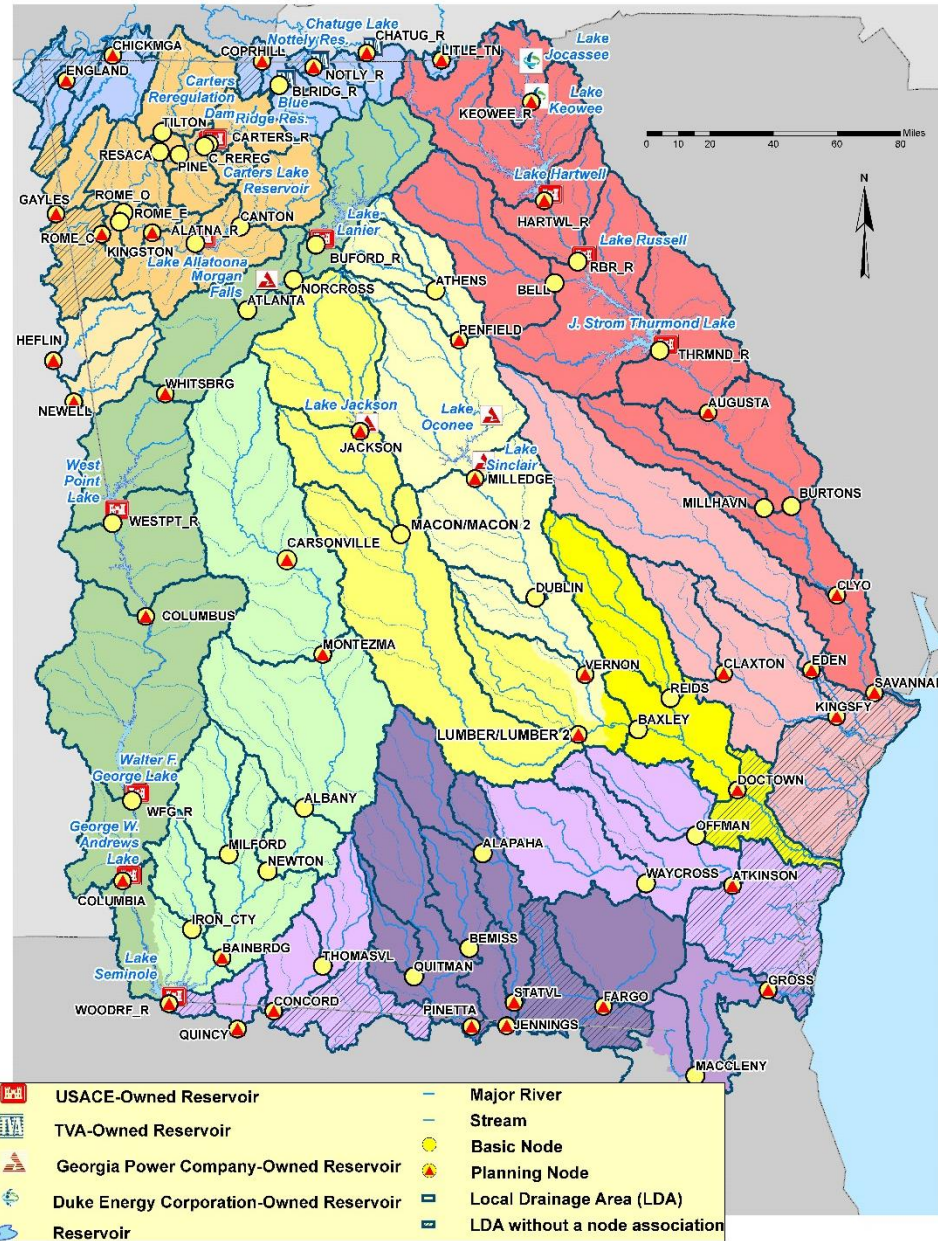 Chatuge Lake
Nottely Res.
CHATUG_R
CHICKMGA
COPRHILL
LITLE_TN
Lake
Jocassee
ENGLAND
NOTLY_R
Carters
Reregulation
Dam
BLRIDG_R
Blue
Ridge Res.
Lake
Keowee
KEOWEE_R
TILTON
CARTERS_R
RESACA
PINE
C_REREG
Carters Lake
Reservoir
Miles
0 10 20 40 60 80
N
Lake Hartwell
HARTWL_R
GAYLES
ROME_O
ROME_E
CANTON
ROME_C
ALATNA_R
KINGSTON
Lake
Lanier
BUFORD_R
Lake Allatoona
Morgan
Falls
Lake Russell
RBR_R
NORCROSS
ATHENS
BELL
ATLANTA
PENFIELD
J. Strom Thurmond Lake
THRMND_R
HEFLIN
WHITSBRG
NEWELL
AUGUSTA
Lake Jackson
JACKSON
Lake
Oconee
Lake
Sinclair
MILLEDGE
West
Point
Lake
WESTPT_R
MILLHAVN
BURTONS
MACON/MACON 2
CARSONVILLE
DUBLIN
CLYO
COLUMBUS
MONTEZMA
VERNON
CLAXTON
EDEN
REIDS
SAVANNAH
KINGSFY
BAXLEY
LUMBER/LUMBER 2
Walter F.
George Lake
WFG_R
DOCTOWN
ALBANY
OFFMAN
George W.
Andrews
Lake
MILFORD
ALAPAHA
NEWTON
WAYCROSS
ATKINSON
COLUMBIA
IRON_CTY
BAINBRDG
BEMISS
Lake
Seminole
THOMASVL
QUITMAN
WOODRF_R
CONCORD
STATVL
FARGO
GROSS
QUINCY
PINETTA
JENNINGS
MACCLENY
USACE-Owned Reservoir
TVA-Owned Reservoir
Georgia Power Company-Owned Reservoir
Duke Energy Corporation-Owned Reservoir
Reservoir
Major River
Stream
Basic Node
Planning Node
Local Drainage Area (LDA)
LDA without a node association